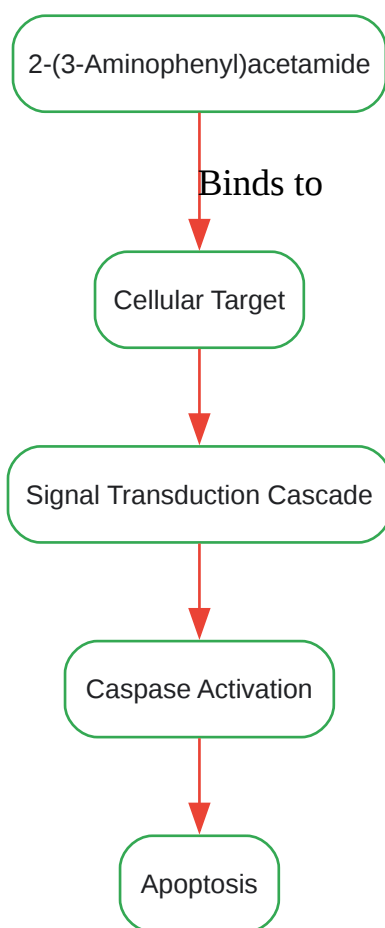 2-(3-Aminophenyl)acetamide
Binds to
Cellular Target
Signal Transduction Cascade
Caspase Activation
Apoptosis